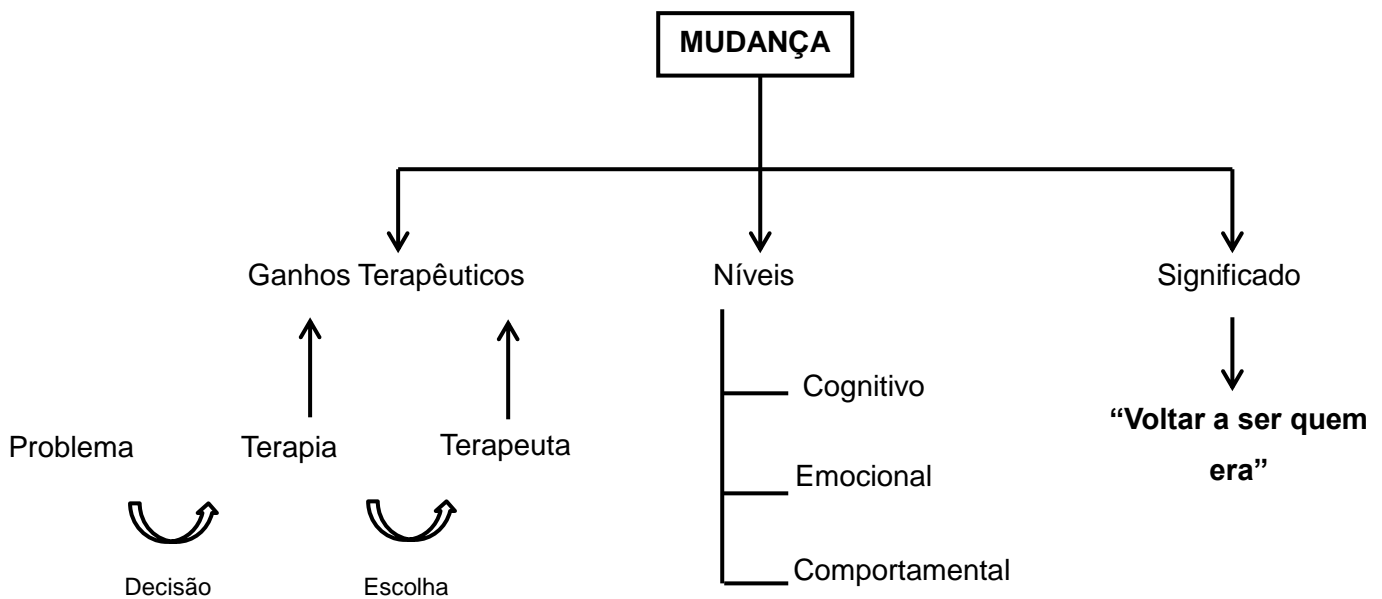 MUDANÇA
Ganhos Terapêuticos
Níveis
Significado
Cognitivo
“Voltar a ser quem
era”
Problema
Terapia
Terapeuta
Emocional
Comportamental
Decisão
Escolha